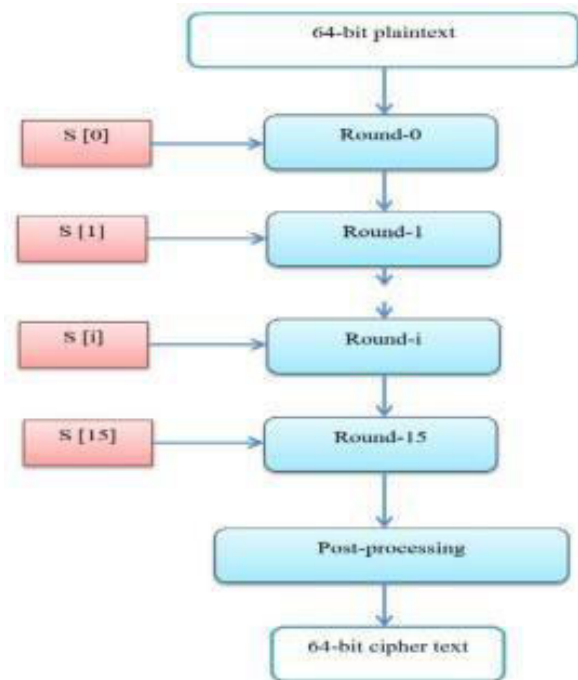 64-bit plaintext
S [0]
Round-0
S [1]
Round-1
S [i]
Round-i
S [15]
Round-15
Post-processing
64-bit cipher text